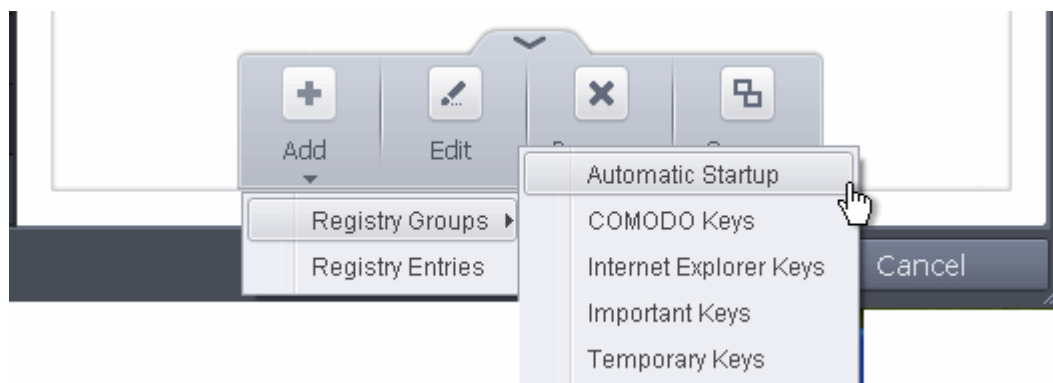 Add
Edit
Registry Groups
Registry Entries
Automatic Startup
COMODO Keys
Internet Explorer Keys
Important Keys
Temporary Keys
Cancel